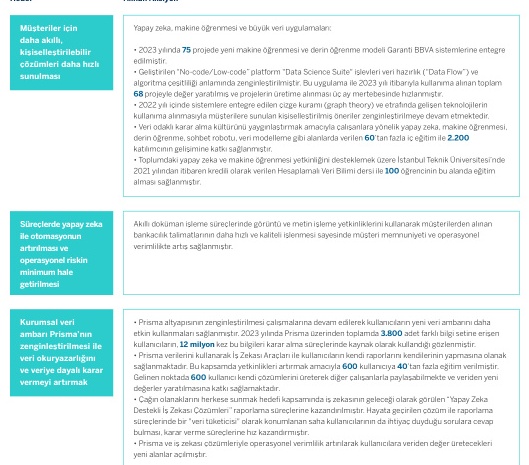 Müşteriler için
daha akıllı,
kişiselleştirilebilir
çözümleri daha hızlı
sunulması
Yapay zeka, makine öğrenmesi ve büyük veri uygulamaları:
• 2023 yılında 75 projede yeni makine öğrenmesi ve derin öğrenme modeli Garanti BBVA sistemlerine entegre
edilmiştir.
• Geliştirilen "No-code/Low-code" platform "Data Science Suite" işlevleri veri hazırlık ("Data Flow") ve
algoritma çeşitliliği anlamında zenginleştirilmiştir. Bu uygulama ile 2023 yılı itibarıyla kullanıma alınan toplam
68 projeyle değer yaratılmış ve projelerin üretime alınması üç ay mertebesinde hızlanmıştır.
• 2022 yılı içinde sistemlere entegre edilen çizge kuramı (graph theory) ve etrafında gelişen teknolojilerin
kullanıma alınmasıyla müşterilere sunulan kişiselleştirilmiş öneriler zenginleştirilmeye devam etmektedir.
• Veri odaklı karar alma kültürünü yaygınlaştırmak amacıyla çalışanlara yönelik yapay zeka, makine öğrenmesi,
derin öğrenme, sohbet robotu, veri modelleme gibi alanlarda verilen 60'tan fazla iç eğitim ile 2.200
katılımcının gelişimine katkı sağlanmıştır.
• Toplumdaki yapay zeka ve makine öğrenmesi yetkinliğini desteklemek üzere İstanbul Teknik Üniversitesi'nde
2021 yılından itibaren kredili olarak verilen Hesaplamalı Veri Bilimi dersi ile 100 öğrencinin bu alanda eğitim
alması sağlanmıştır.
Süreçlerde yapay zeka
ile otomasyonun
artırılması ve
operasyonel riskin
minimum hale
getirilmesi
Akıllı doküman işleme süreçlerinde görüntü ve metin işleme yetkinliklerini kullanarak müşterilerden alınan
bankacılık talimatlarının daha hızlı ve kaliteli işlenmesi sayesinde müşteri memnuniyeti ve operasyonel
verimlilikte artış sağlanmıştır.
Kurumsal veri
ambarı Prisma'nın
zenginleştirilmesi ile
veri okuryazarlığını
ve veriye dayalı karar
vermeyi artırmak
• Prisma altyapısının zenginleştirilmesi çalışmalarına devam edilerek kullanıcıların yeni veri ambarını daha
etkin kullanmaları sağlanmıştır. 2023 yılında Prisma üzerinden toplamda 3.800 adet farklı bilgi setine erişen
kullanıcıların, 12 milyon kez bu bilgileri karar alma süreçlerinde kaynak olarak kullandığı gözlenmiştir.
• Prisma verilerini kullanarak İş Zekası Araçları ile kullanıcıların kendi raporlarını kendilerinin yapmasına olanak
sağlanmaktadır. Bu kapsamda yetkinlikleri artırmak amacıyla 600 kullanıcıya 40'tan fazla eğitim verilmiştir.
Gelinen noktada 600 kullanıcı kendi çözümlerini üreterek diğer çalışanlarla paylaşabilmekte ve veriden yeni
değerler yaratılmasına katkı sağlamaktadır.
• Çağın olanaklarını herkese sunmak hedefi kapsamında iş zekasının geleceği olarak görülen "Yapay Zeka
Destekli İş Zekası Çözümleri" raporlama süreçlerine kazandırılmıştır. Hayata geçirilen çözüm ile raporlama
süreçlerinde bir "veri tüketicisi" olarak konumlanan saha kullanıcılarının da ihtiyaç duyduğu sorulara cevap
bulması, karar verme süreçlerine hız kazandırmıştır.
• Prisma ve iş zekası çözümleriyle operasyonel verimlilik artırılarak kullanıcılara veriden değer üretecekleri
yeni alanlar açılmıştır.